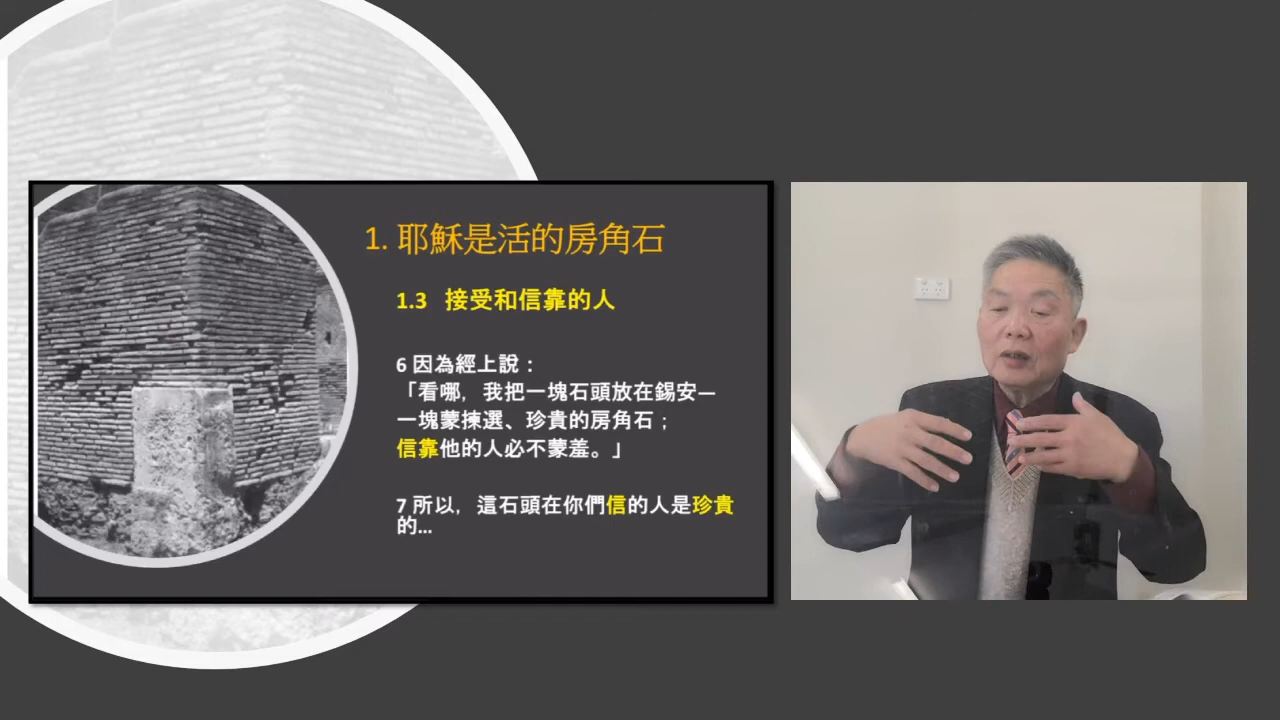 1. 耶穌是活的房角石
1.3 接受和信靠的人
6 因為經上說：
「看哪，我把一塊石頭放在錫安—
一塊蒙揀選、珍貴的房角石；
信靠他的人必不蒙羞。」
7 所以，這石頭在你們信的人是珍貴
的...